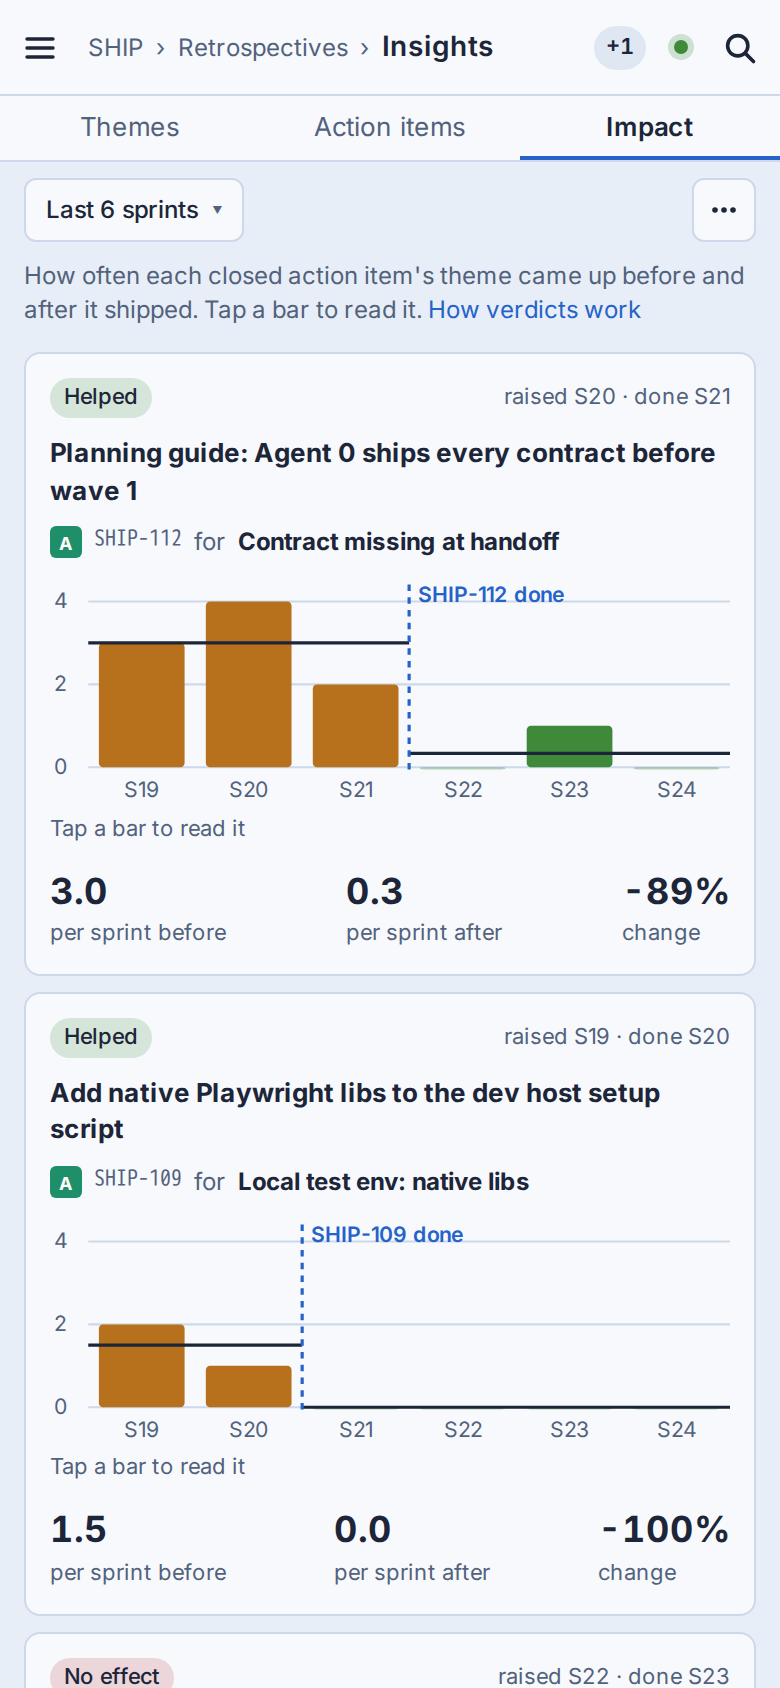 SHIP › Retrospectives › Insights +1
Themes Action items Impact
Last 6 sprints ▾ •••
How often each closed action item's theme came up before and
after it shipped. Tap a bar to read it. How verdicts work
Helped raised S20 · done S21
Planning guide: Agent 0 ships every contract before
wave 1
A SHIP-112 for Contract missing at handoff
SHIP-112 done
4
2
0
S19 S20 S21 S22 S23 S24
Tap a bar to read it
3.0 0.3 -89%
per sprint before per sprint after change
Helped raised S19 · done S20
Add native Playwright libs to the dev host setup
script
A SHIP-109 for Local test env: native libs
SHIP-109 done
4
2
0
S19 S20 S21 S22 S23 S24
Tap a bar to read it
1.5 0.0 -100%
per sprint before per sprint after change
No effect raised S22 · done S23